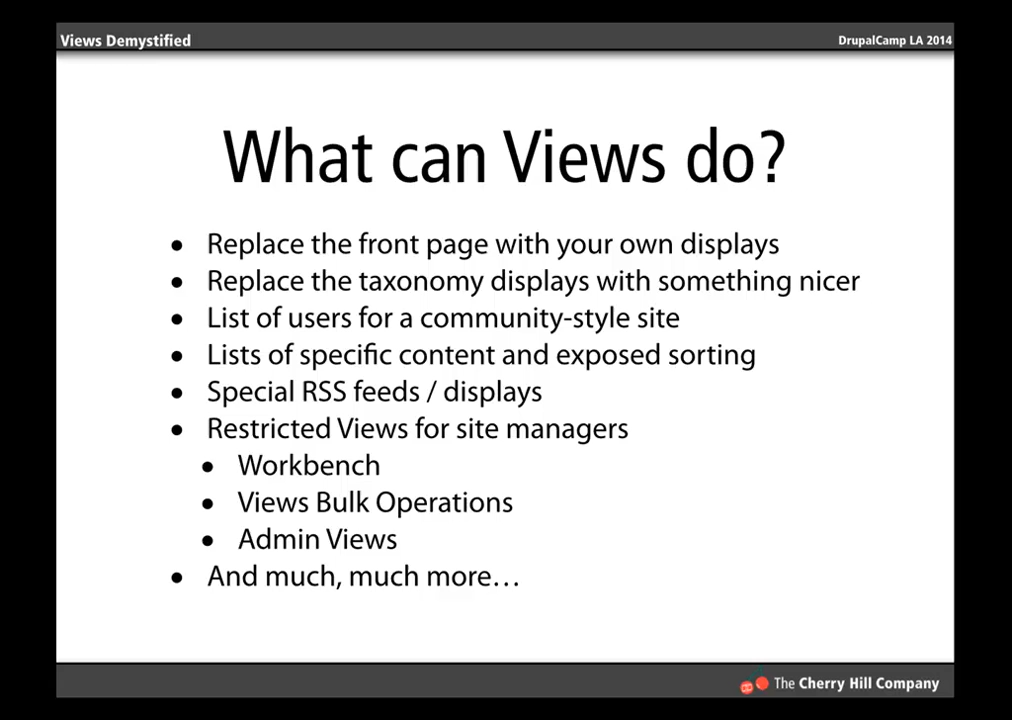 Views Demystified
DrupalCamp LA 2014
What can Views do?
• Replace the front page with your own displays
• Replace the taxonomy displays with something nicer
• List of users for a community-style site
• Lists of specific content and exposed sorting
• Special RSS feeds / displays
• Restricted Views for site managers
• Workbench
• Views Bulk Operations
• Admin Views
• And much, much more…
The Cherry Hill Company